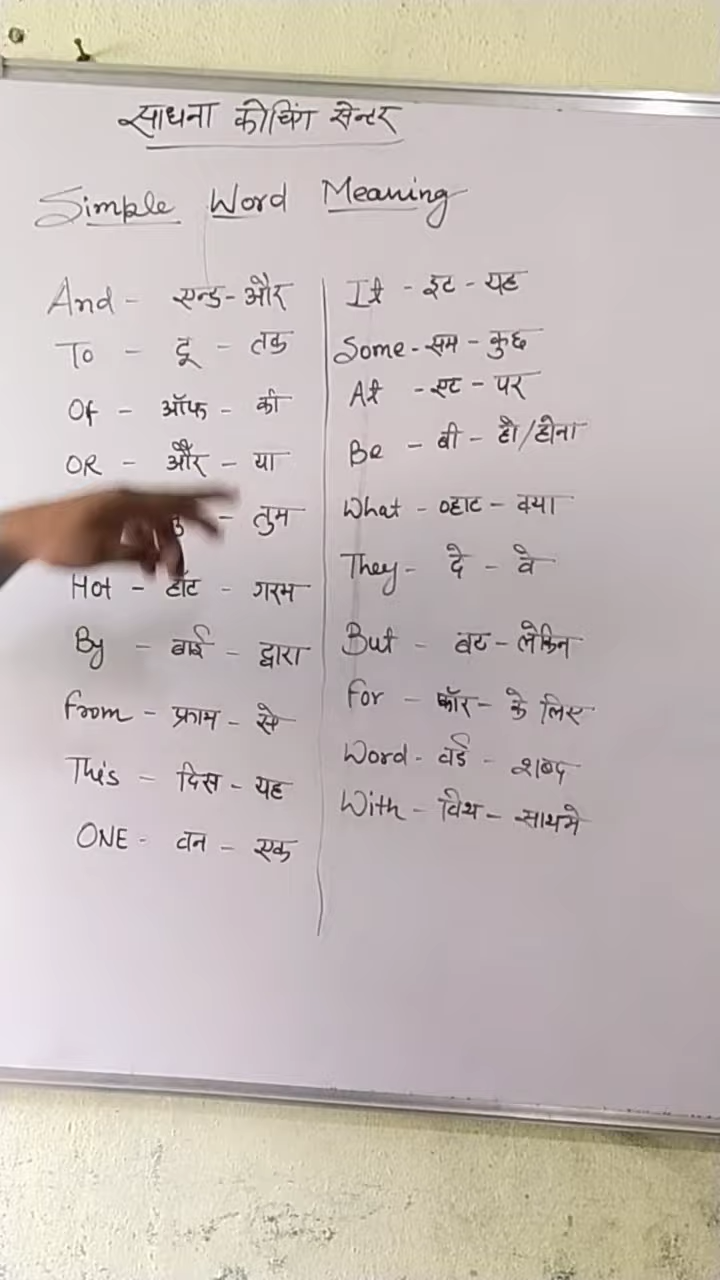 साधना कोचिंग सेन्टर
Simple Word Meaning
And - एन्ड - और
To - टू - तक
Of - ऑफ - की
OR - और - या
- तुम
Hot - हॉट - गरम
By - बाई - द्वारा
From - फ्राम - से
This - दिस - यह
ONE - वन - एक
It - इट - यह
Some - सम - कुछ
At - एट - पर
Be - बी - हो/होना
What - व्हाट - क्या
They - दे - वे
But - बट - लेकिन
For - फॉर - के लिए
Word - वर्ड - शब्द
With - विथ - साथमे